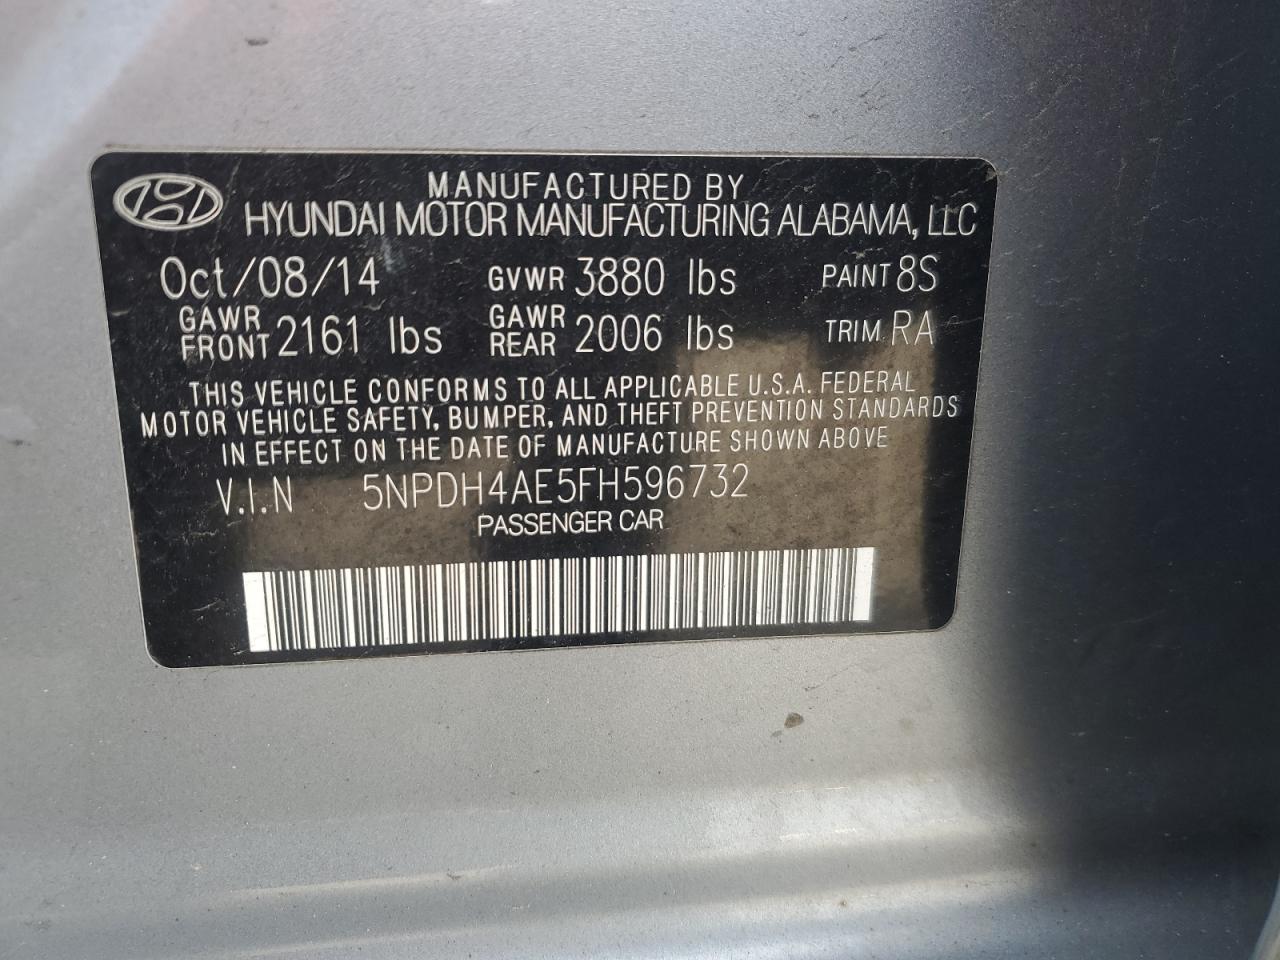 MANUFACTURED BY
HYUNDAI MOTOR MANUFACTURING ALABAMA, LLC
Oct/08/14 GVWR 3880 lbs PAINT 8S
GAWR FRONT 2161 lbs GAWR REAR 2006 lbs TRIM RA
THIS VEHICLE CONFORMS TO ALL APPLICABLE U.S.A. FEDERAL
MOTOR VEHICLE SAFETY, BUMPER, AND THEFT PREVENTION STANDARDS
IN EFFECT ON THE DATE OF MANUFACTURE SHOWN ABOVE
V.I.N 5NPDH4AE5FH596732
PASSENGER CAR